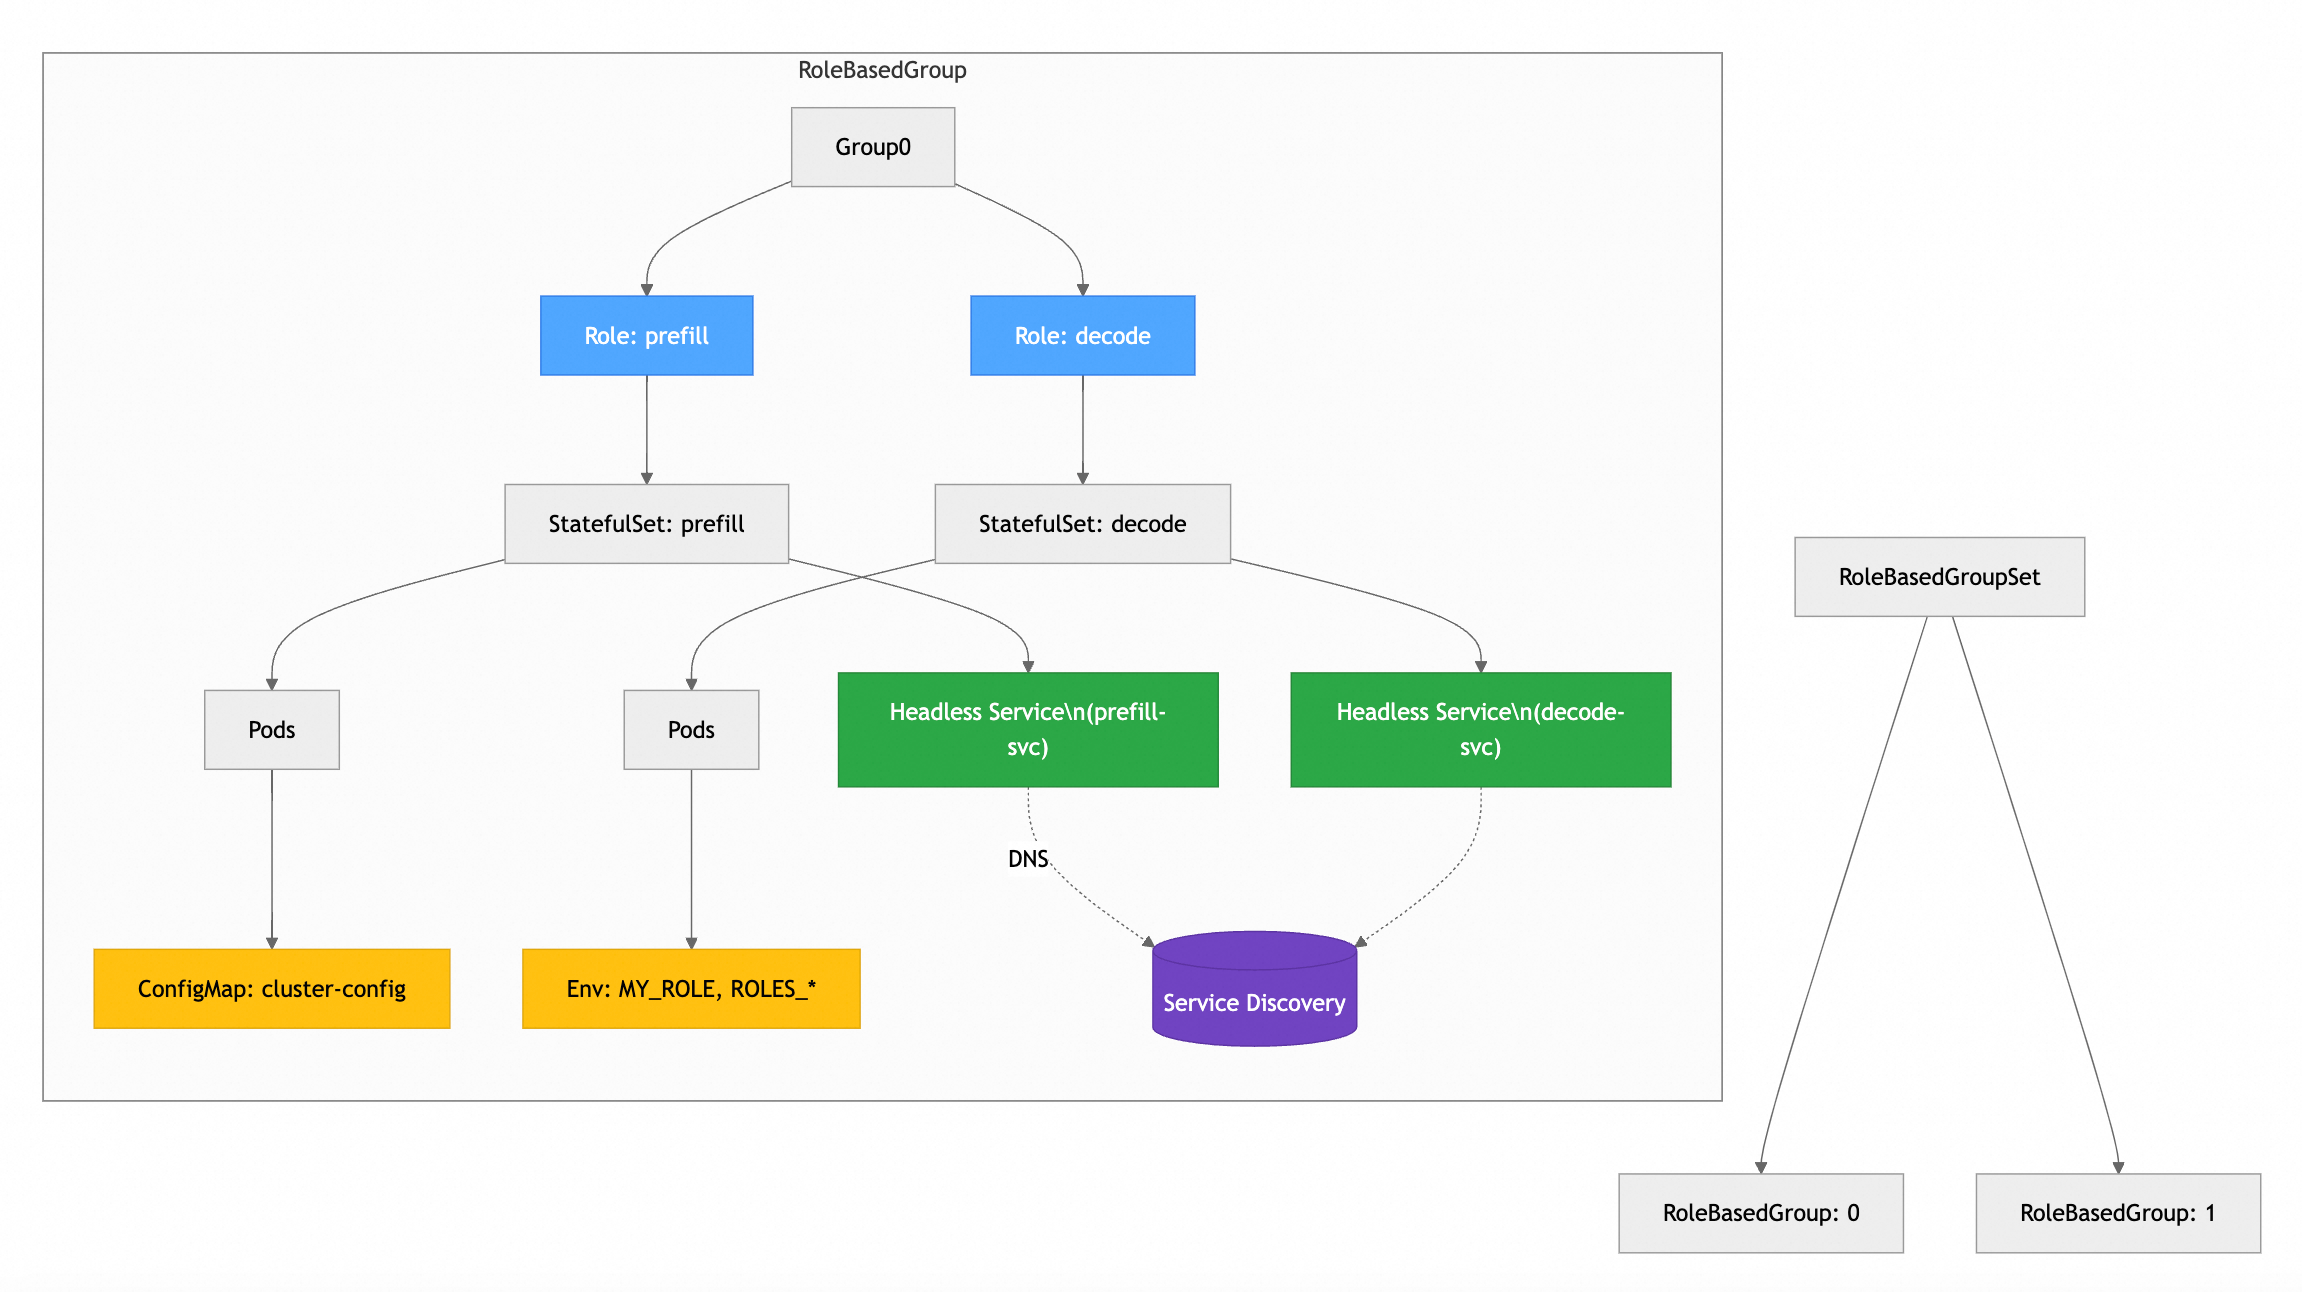 RoleBasedGroup
Group0
Role: prefill
Role: decode
StatefulSet: prefill
StatefulSet: decode
RoleBasedGroupSet
Pods
Pods
Headless Service\n(prefill-
svc)
Headless Service\n(decode-
svc)
DNS
ConfigMap: cluster-config
Env: MY_ROLE, ROLES_*
Service Discovery
RoleBasedGroup: 0
RoleBasedGroup: 1